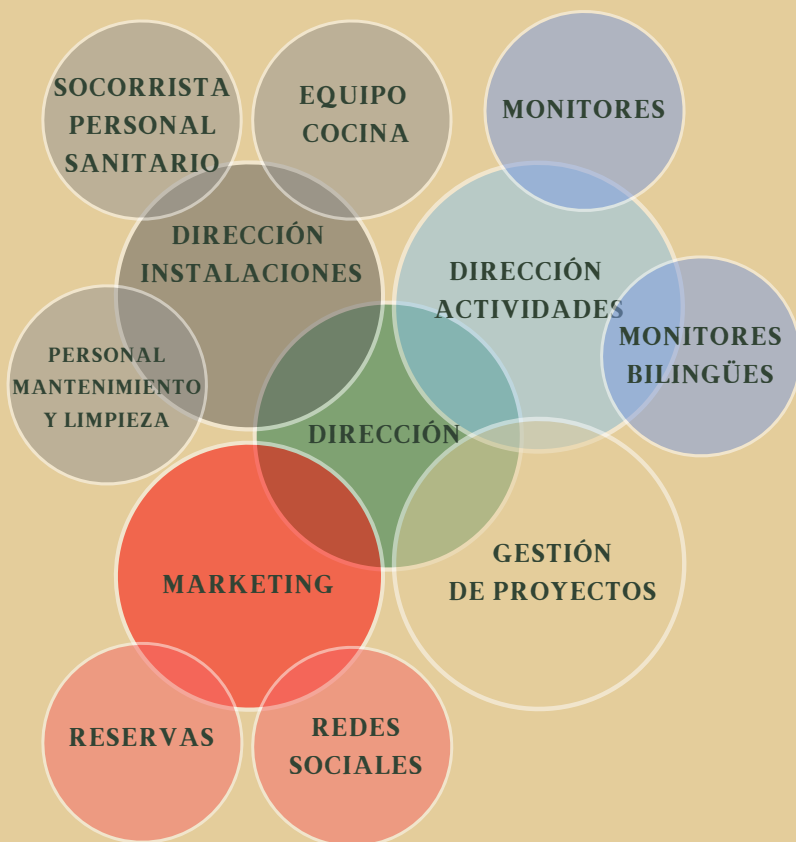 SOCORRISTA
PERSONAL
SANITARIO
EQUIPO
COCINA
MONITORES
DIRECCIÓN
INSTALACIONES
DIRECCIÓN
ACTIVIDADES
MONITORES
BILINGÜES
PERSONAL
MANTENIMIENTO
Y LIMPIEZA
DIRECCIÓN
MARKETING
GESTIÓN
DE PROYECTOS
RESERVAS
REDES
SOCIALES